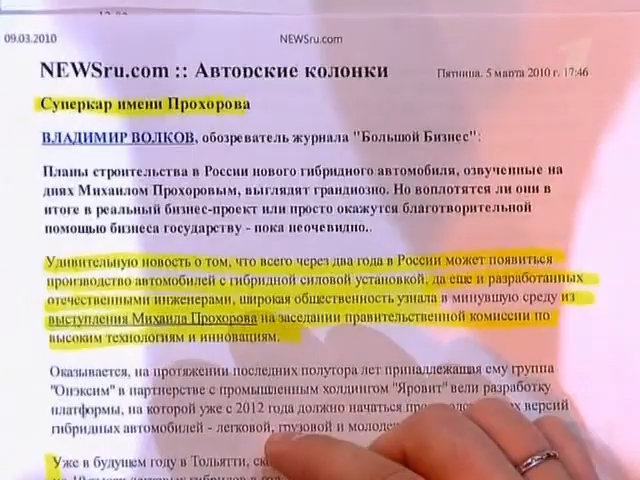 09.03.2010 NEWSru.com
NEWSru.com :: Авторские колонки Пятница, 5 марта 2010 г. 17:46
Суперкар имени Прохорова
ВЛАДИМИР ВОЛКОВ, обозреватель журнала "Большой Бизнес":
Планы строительства в России нового гибридного автомобиля, озвученные на
днях Михаилом Прохоровым, выглядят грандиозно. Но воплотятся ли они в
итоге в реальный бизнес-проект или просто окажутся благотворительной
помощью бизнеса государству - пока неочевидно..
Удивительную новость о том, что всего через два года в России может появиться
производство автомобилей с гибридной силовой установкой, да еще и разработанных
отечественными инженерами, широкая общественность узнала в минувшую среду из
выступления Михаила Прохорова на заседании правительственной комиссии по
высоким технологиям и инновациям.
Оказывается, на протяжении последних полутора лет принадлежащая ему группа
"Онэксим" в партнерстве с промышленным холдингом "Яровит" вели разработку
платформы, на которой уже с 2012 года должно начаться версий
гибридных автомобилей - легковой, грузовой и
Уже в будущем году в Тольятти,